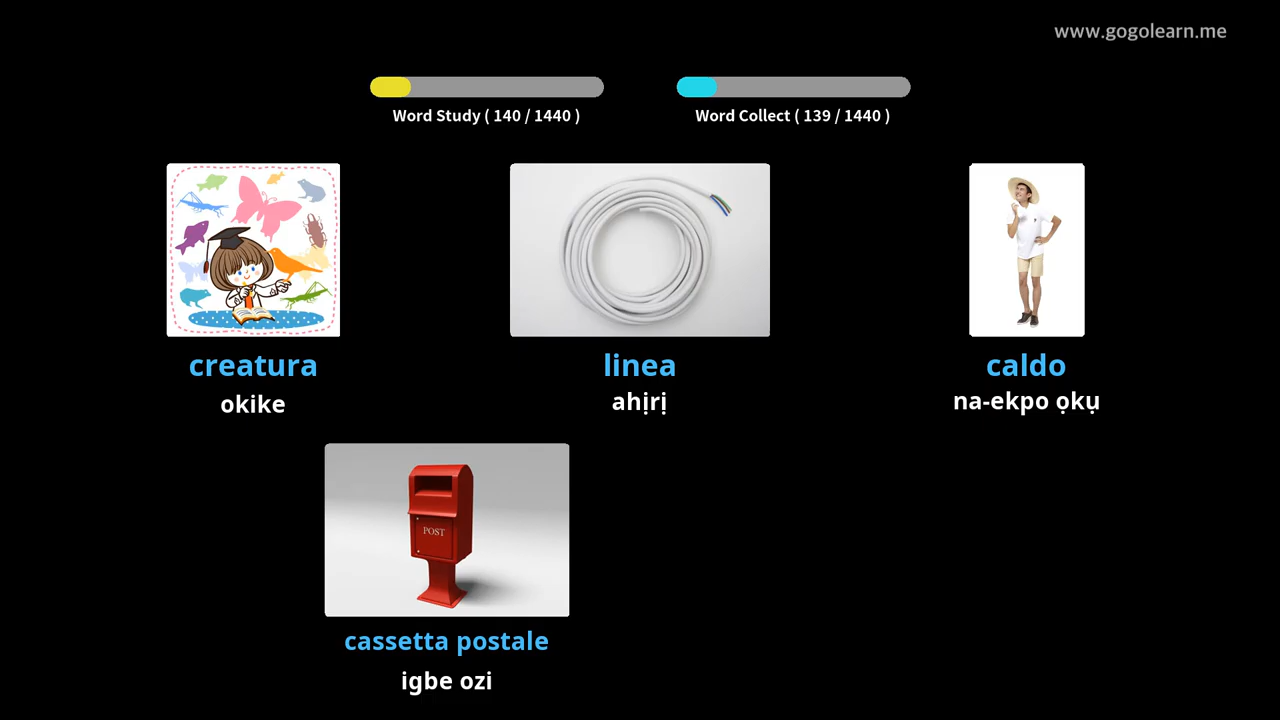 www.gogolearn.me
Word Study ( 140 / 1440 )
Word Collect ( 139 / 1440 )
creatura
okike
linea
ahịrị
caldo
na-ekpo ọkụ
POST
cassetta postale
igbe ozi